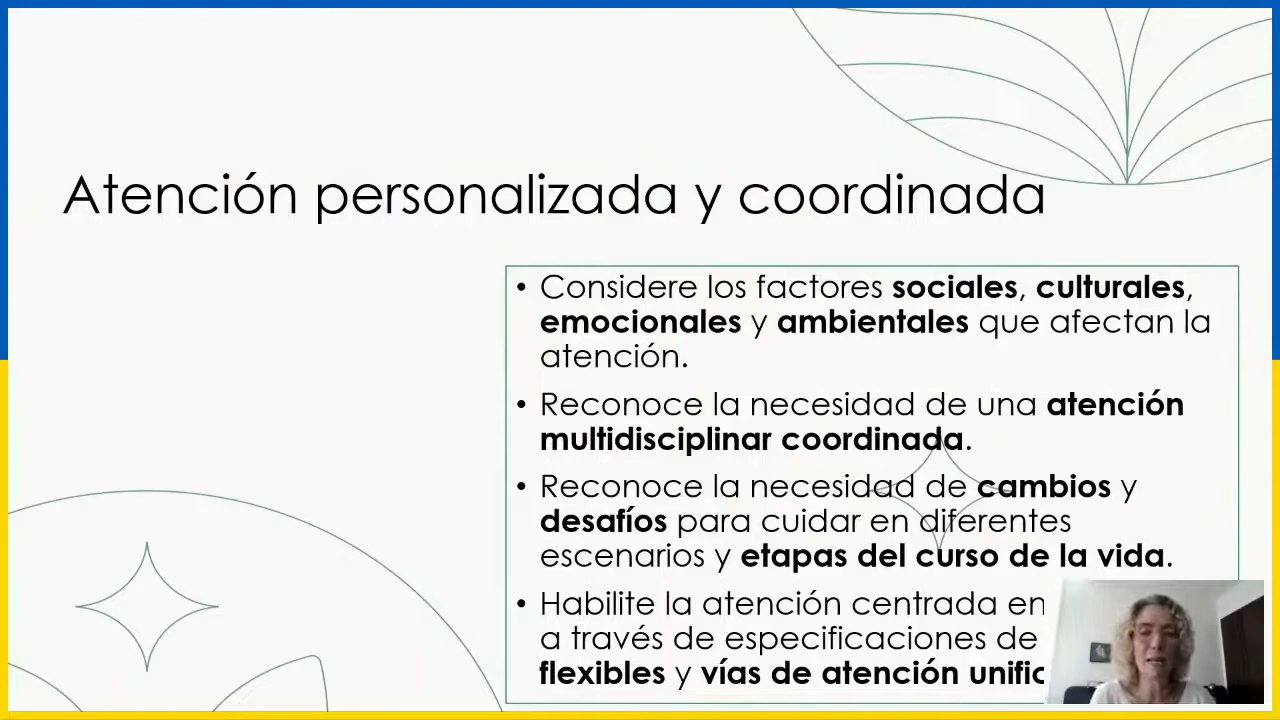 Atención personalizada y coordinada
• Considere los factores sociales, culturales,
emocionales y ambientales que afectan la
atención.
• Reconoce la necesidad de una atención
multidisciplinar coordinada.
• Reconoce la necesidad de cambios y
desafíos para cuidar en diferentes
escenarios y etapas del curso de la vida.
• Habilite la atención centrada en
a través de especificaciones de
flexibles y vías de atención